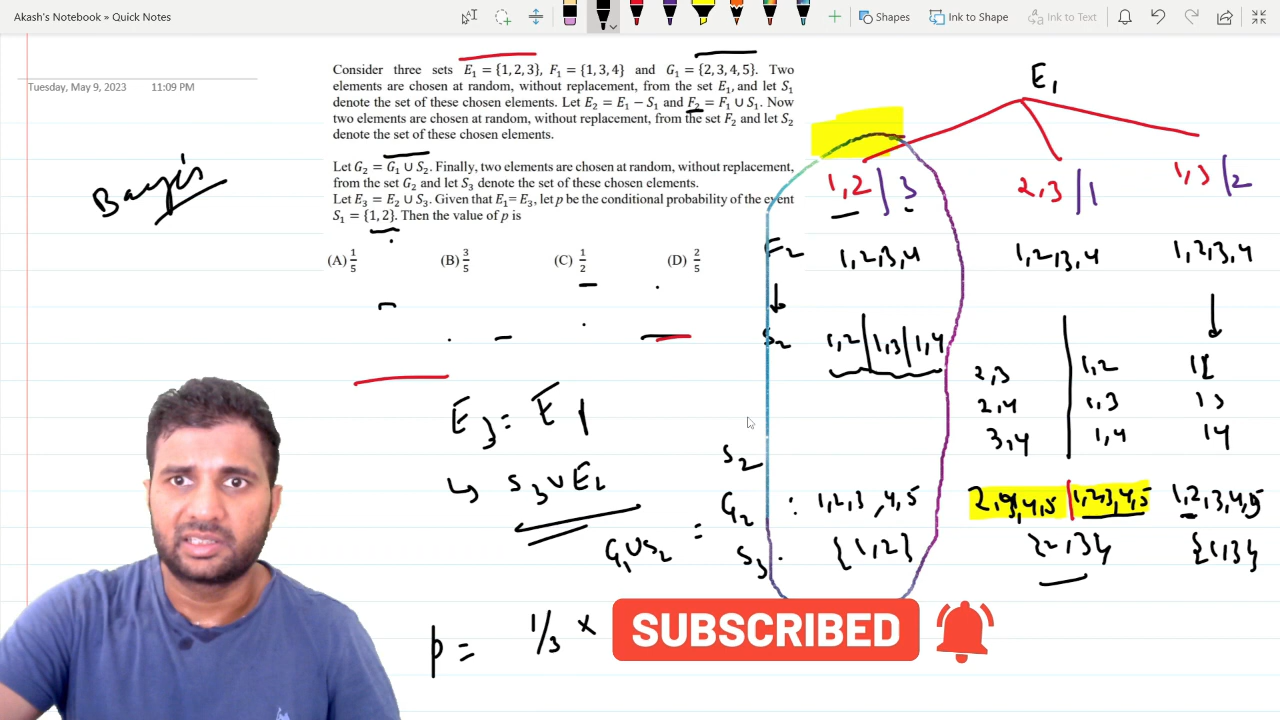 Akash's Notebook » Quick Notes
Shapes
Ink to Shape
Ink to Text
Tuesday, May 9, 2023 11:09 PM
Consider three sets E₁ = {1, 2, 3}, F₁ = {1, 3, 4} and G₁ = {2, 3, 4, 5}. Two
elements are chosen at random, without replacement, from the set E₁, and let S₁
denote the set of these chosen elements. Let E₂ = E₁ − S₁ and F₂ = F₁ ∪ S₁. Now
two elements are chosen at random, without replacement, from the set F₂ and let S₂
denote the set of these chosen elements.
Let G₂ = G₁ ∪ S₂. Finally, two elements are chosen at random, without replacement,
from the set G₂ and let S₃ denote the set of these chosen elements.
Let E₃ = E₂ ∪ S₃. Given that E₁= E₃, let p be the conditional probability of the event
S₁ = {1, 2}. Then the value of p is
(A) 1/5 (B) 3/5 (C) 1/2 (D) 2/5
E₁
1,2 | 3 2,3 | 1 1,3 | 2
F₂ 1,2,3,4 1,2,3,4 1,2,3,4
S₂ 1,2 | 1,3 | 1,4
2,3 1,2 12
2,4 1,3 13
3,4 1,4 14
E₃ = E1
↳ S₃ ∪ E₂
S₂
G₁∪S₂ = G₂ : 1,2,3,4,5 2,3,4,5 | 1,2,3,4,5 1,2,3,4,5
S₃ : {1,2} {2,3} {1,3}
p = 1/3 ×
SUBSCRIBED